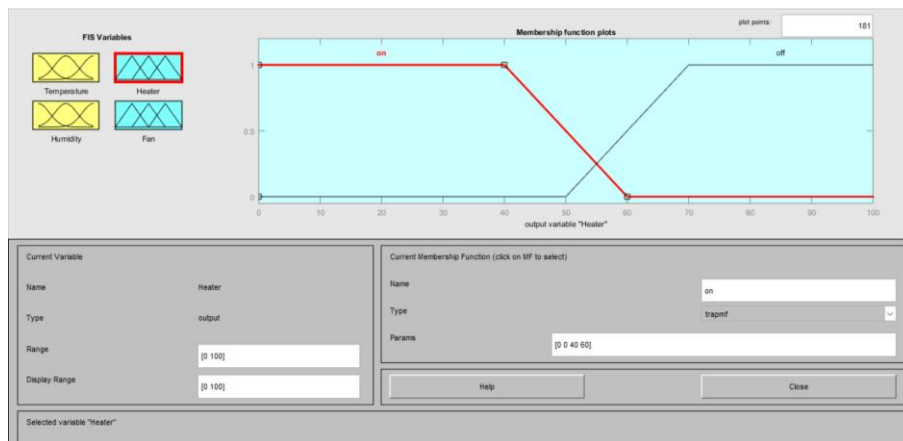 plot points:
181
FIS Variables
Membership function plots
on
off
Temperature
Heater
Humidity
Fan
1
0.5
0
0 10 20 30 40 50 60 70 80 90 100
output variable "Heater"
Current Variable
Name Heater
Type output
Range [0 100]
Display Range [0 100]
Current Membership Function (click on MF to select)
Name on
Type trapmf
Params [0 0 40 60]
Help Close
Selected variable "Heater"